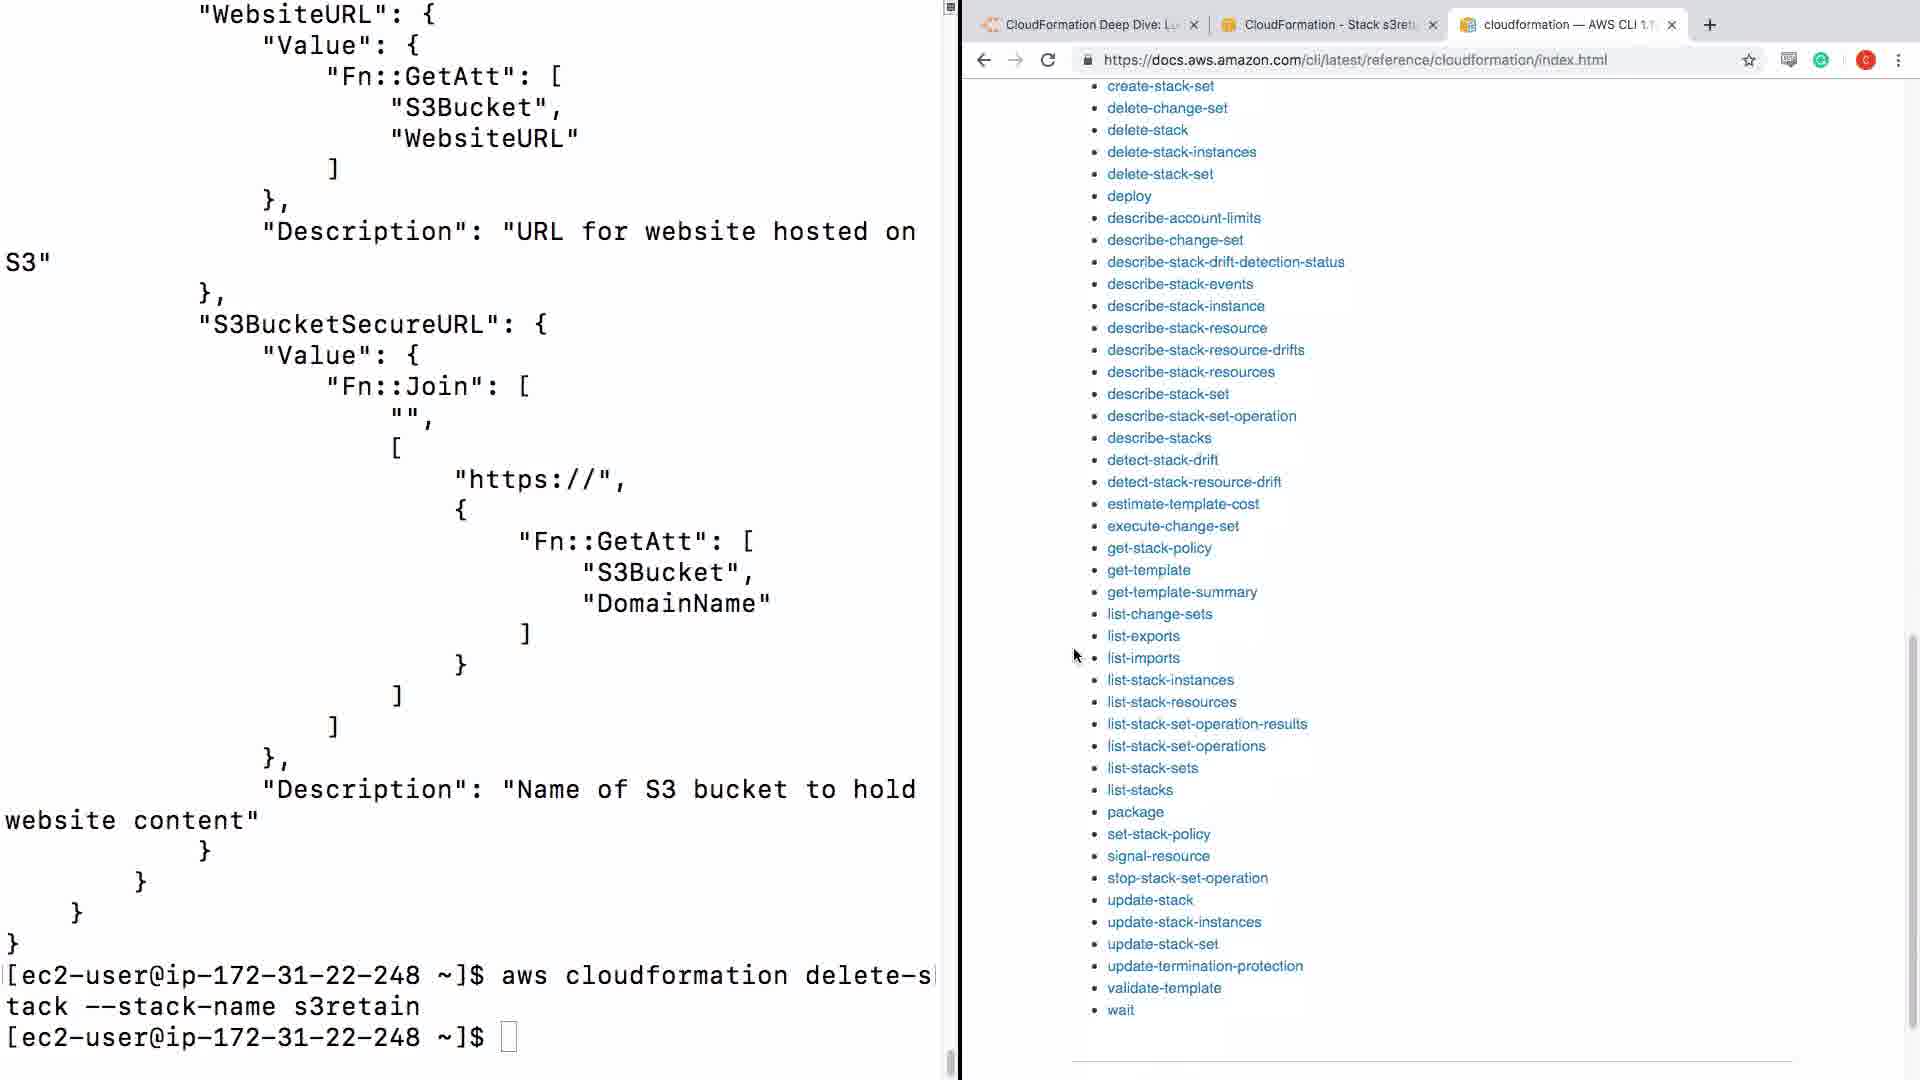 "WebsiteURL": {
"Value": {
"Fn::GetAtt": [
"S3Bucket",
"WebsiteURL"
]
},
"Description": "URL for website hosted on
S3"
},
"S3BucketSecureURL": {
"Value": {
"Fn::Join": [
"",
[
"https://",
{
"Fn::GetAtt": [
"S3Bucket",
"DomainName"
]
}
]
]
},
"Description": "Name of S3 bucket to hold
website content"
}
}
}
}
[ec2-user@ip-172-31-22-248 ~]$ aws cloudformation delete-s
tack --stack-name s3retain
[ec2-user@ip-172-31-22-248 ~]$
CloudFormation Deep Dive:
CloudFormation - Stack s3ret
cloudformation — AWS CLI 1.
https://docs.aws.amazon.com/cli/latest/reference/cloudformation/index.html
C
create-stack-set
delete-change-set
delete-stack
delete-stack-instances
delete-stack-set
deploy
describe-account-limits
describe-change-set
describe-stack-drift-detection-status
describe-stack-events
describe-stack-instance
describe-stack-resource
describe-stack-resource-drifts
describe-stack-resources
describe-stack-set
describe-stack-set-operation
describe-stacks
detect-stack-drift
detect-stack-resource-drift
estimate-template-cost
execute-change-set
get-stack-policy
get-template
get-template-summary
list-change-sets
list-exports
list-imports
list-stack-instances
list-stack-resources
list-stack-set-operation-results
list-stack-set-operations
list-stack-sets
list-stacks
package
set-stack-policy
signal-resource
stop-stack-set-operation
update-stack
update-stack-instances
update-stack-set
update-termination-protection
validate-template
wait